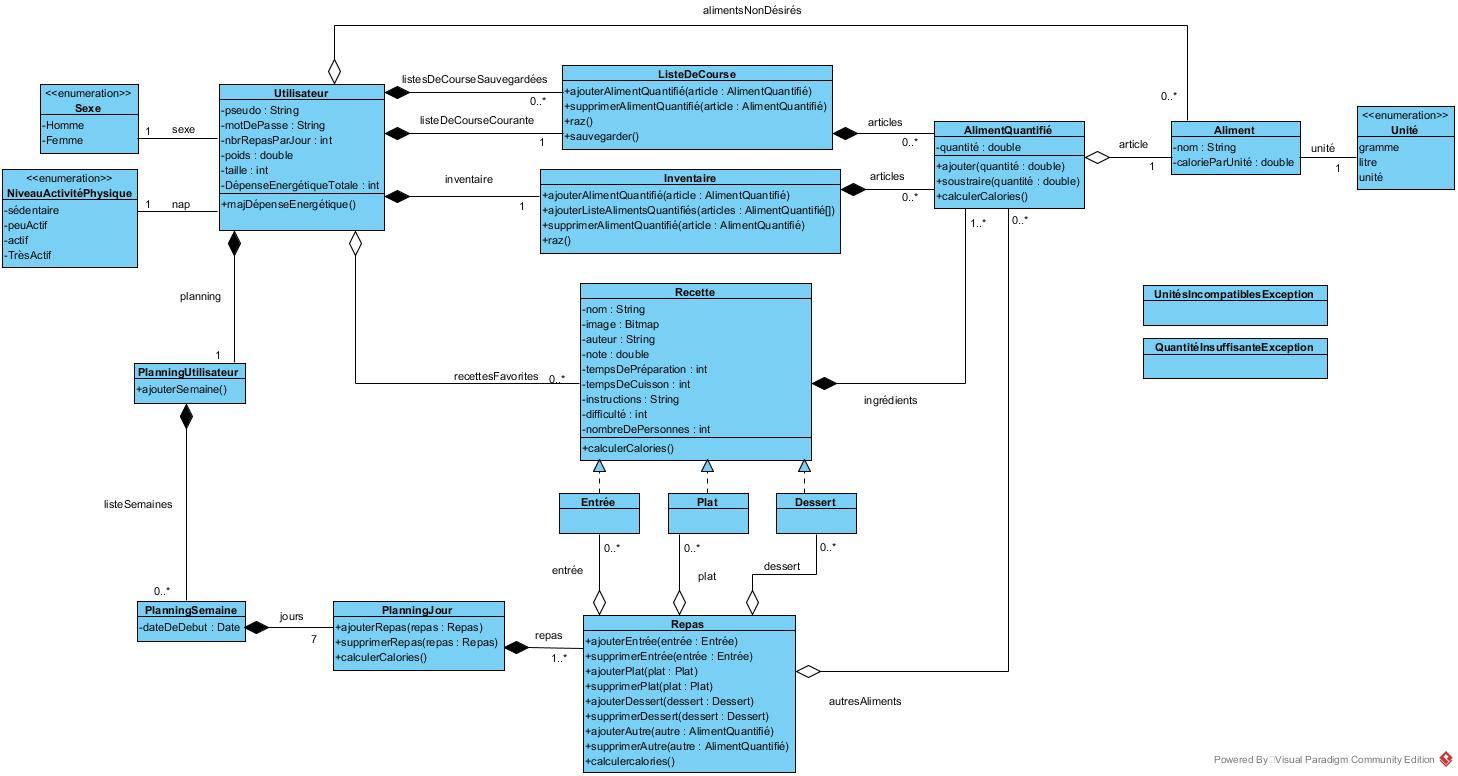 alimentsNonDésirés
<<enumeration>>
Sexe
-Homme
-Femme
1
sexe
<<enumeration>>
NiveauActivitéPhysique
-sédentaire
-peuActif
-actif
-TrèsActif
1
nap
Utilisateur
-pseudo : String
-motDePasse : String
-nbrRepasParJour : int
-poids : double
-taille : int
-DépenseEnergétiqueTotale : int
+majDépenseEnergétique()
listesDeCourseSauvegardées
0..*
listeDeCourseCourante
1
inventaire
1
ListeDeCourse
+ajouterAlimentQuantifié(article : AlimentQuantifié)
+supprimerAlimentQuantifié(article : AlimentQuantifié)
+raz()
+sauvegarder()
articles
0..*
Inventaire
+ajouterAlimentQuantifié(article : AlimentQuantifié)
+ajouterListeAlimentsQuantifiés(articles : AlimentQuantifié[])
+supprimerAlimentQuantifié(article : AlimentQuantifié)
+raz()
articles
0..*
AlimentQuantifié
-quantité : double
+ajouter(quantité : double)
+soustraire(quantité : double)
+calculerCalories()
1..*
0..*
article
1
0..*
Aliment
-nom : String
-calorieParUnité : double
unité
1
<<enumeration>>
Unité
gramme
litre
unité
UnitésIncompatiblesException
QuantitéInsuffisanteException
planning
1
PlanningUtilisateur
+ajouterSemaine()
recettesFavorites
0..*
Recette
-nom : String
-image : Bitmap
-auteur : String
-note : double
-tempsDePréparation : int
-tempsDeCuisson : int
-instructions : String
-difficulté : int
-nombreDePersonnes : int
+calculerCalories()
ingrédients
Entrée
Plat
Dessert
0..*
0..*
0..*
entrée
plat
dessert
listeSemaines
0..*
PlanningSemaine
-dateDeDebut : Date
jours
7
PlanningJour
+ajouterRepas(repas : Repas)
+supprimerRepas(repas : Repas)
+calculerCalories()
repas
1..*
Repas
+ajouterEntrée(entrée : Entrée)
+supprimerEntrée(entrée : Entrée)
+ajouterPlat(plat : Plat)
+supprimerPlat(plat : Plat)
+ajouterDessert(dessert : Dessert)
+supprimerDessert(dessert : Dessert)
+ajouterAutre(autre : AlimentQuantifié)
+supprimerAutre(autre : AlimentQuantifié)
+calculercalories()
autresAliments
Powered By Visual Paradigm Community Edition